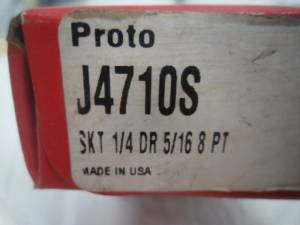 Proto
J4710S
SKT 1/4 DR 5/16 8 PT
MADE IN USA